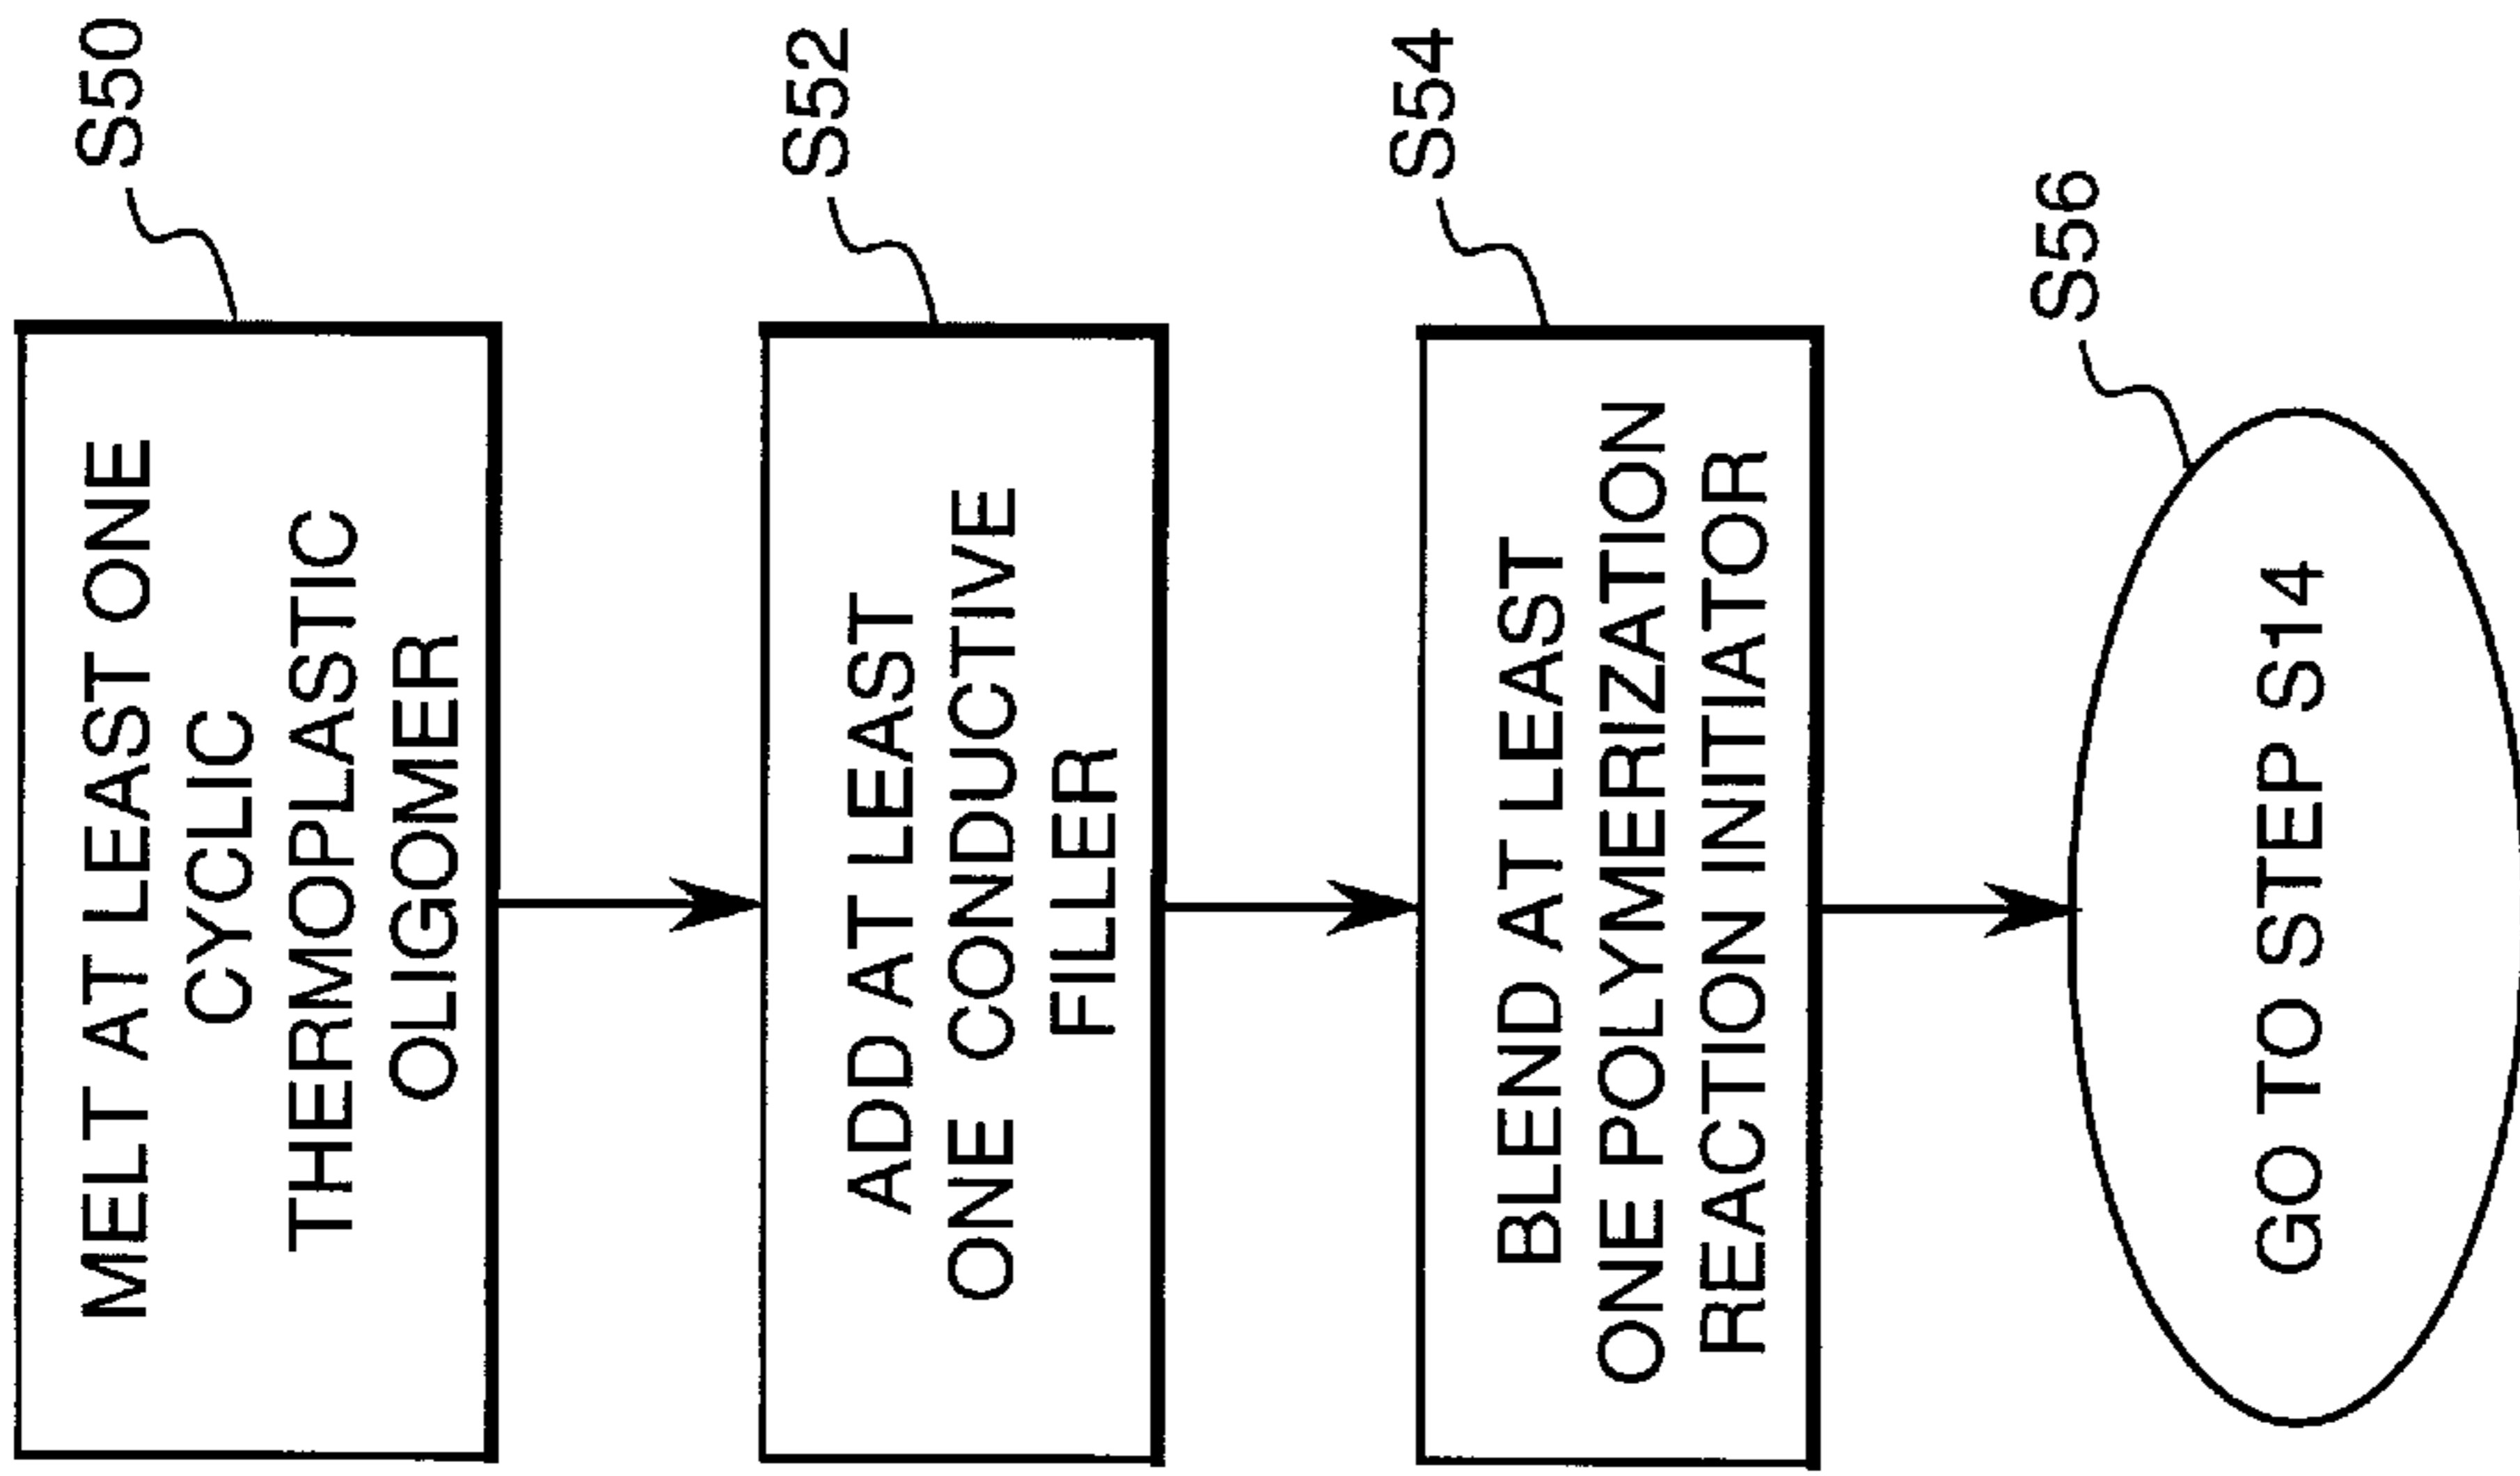 S50
MELT AT LEAST ONE
CYCLIC
THERMOPLASTIC
OLIGOMER
S52
ADD AT LEAST
ONE CONDUCTIVE
FILLER
S54
BLEND AT LEAST
ONE POLYMERIZATION
REACTION INITIATOR
S56
GO TO STEP S14